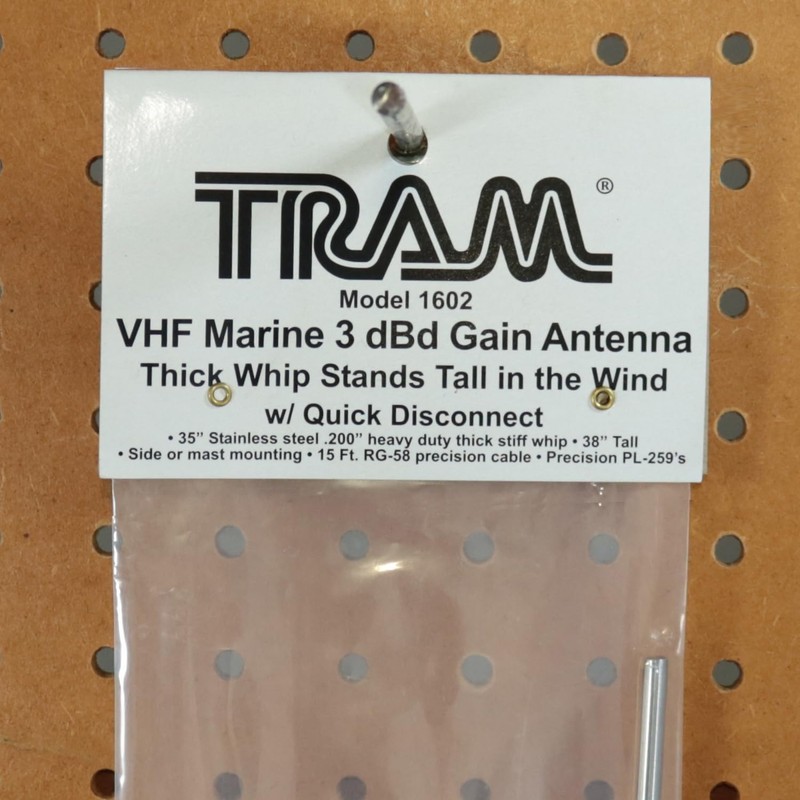 TRAM®
Model 1602
VHF Marine 3 dBd Gain Antenna
Thick Whip Stands Tall in the Wind
w/ Quick Disconnect
• 35” Stainless steel .200” heavy duty thick stiff whip • 38” Tall
• Side or mast mounting • 15 Ft. RG-58 precision cable • Precision PL-259’s